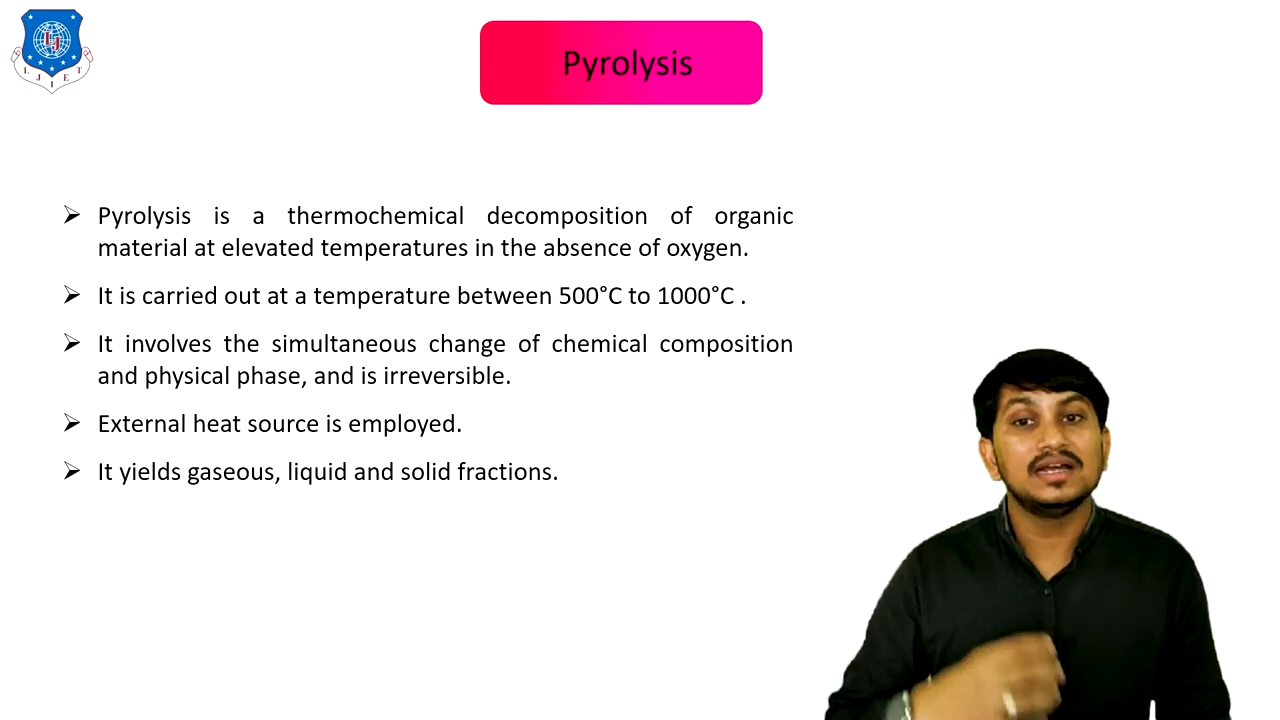 L J I E T
LJ
Pyrolysis
➢ Pyrolysis is a thermochemical decomposition of organic
material at elevated temperatures in the absence of oxygen.
➢ It is carried out at a temperature between 500°C to 1000°C .
➢ It involves the simultaneous change of chemical composition
and physical phase, and is irreversible.
➢ External heat source is employed.
➢ It yields gaseous, liquid and solid fractions.